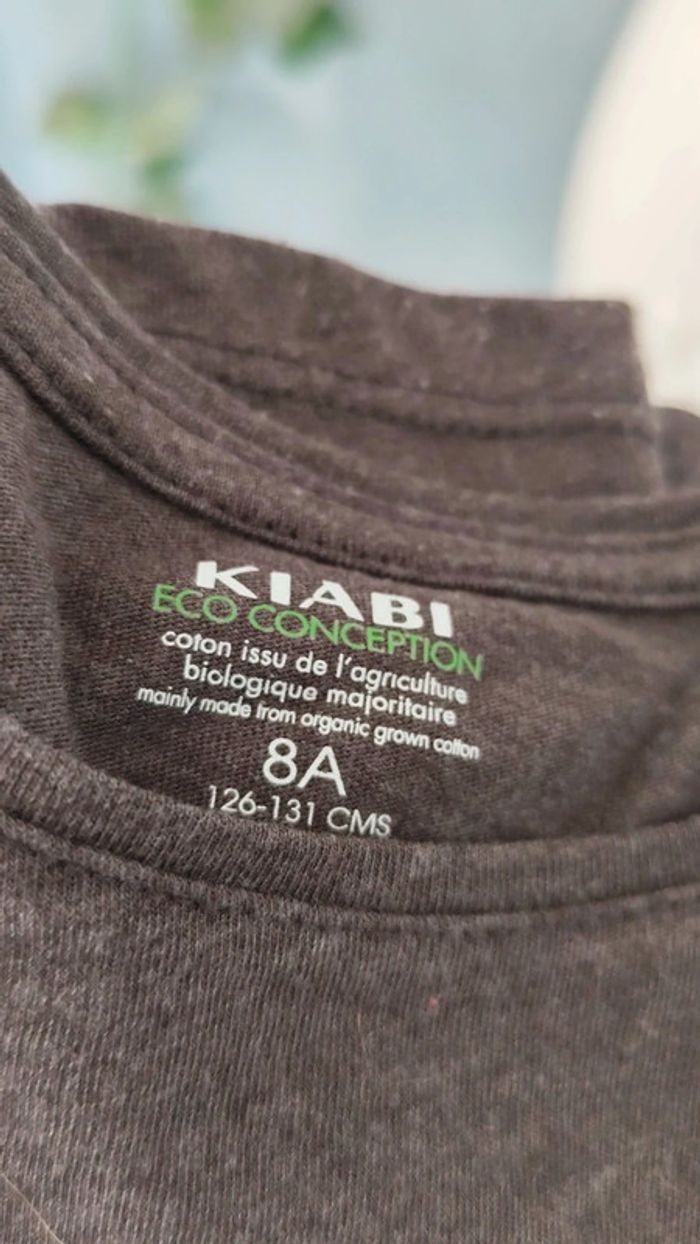 KIABI
ECO CONCEPTION
coton issu de l'agriculture
biologique majoritaire
mainly made from organic grown cotton
8A
126-131 CMS